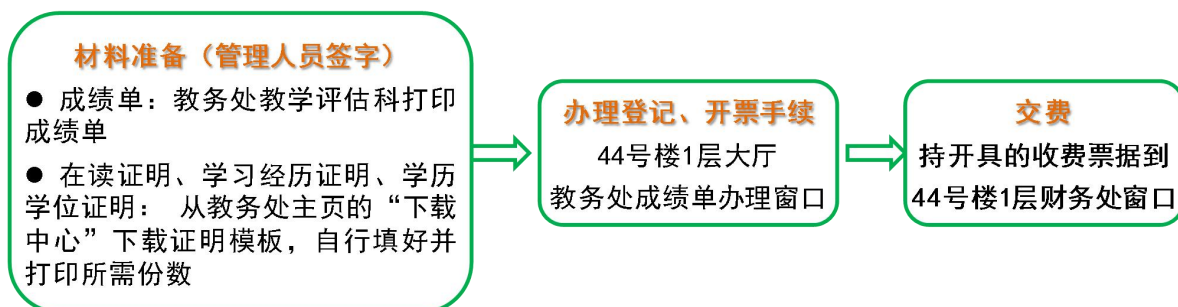 材料准备（管理人员签字）
● 成绩单：教务处教学评估科打印
成绩单
● 在读证明、学习经历证明、学历
学位证明： 从教务处主页的“下载
中心”下载证明模板，自行填好并
打印所需份数
办理登记、开票手续
44号楼1层大厅
教务处成绩单办理窗口
交费
持开具的收费票据到
44号楼1层财务处窗口